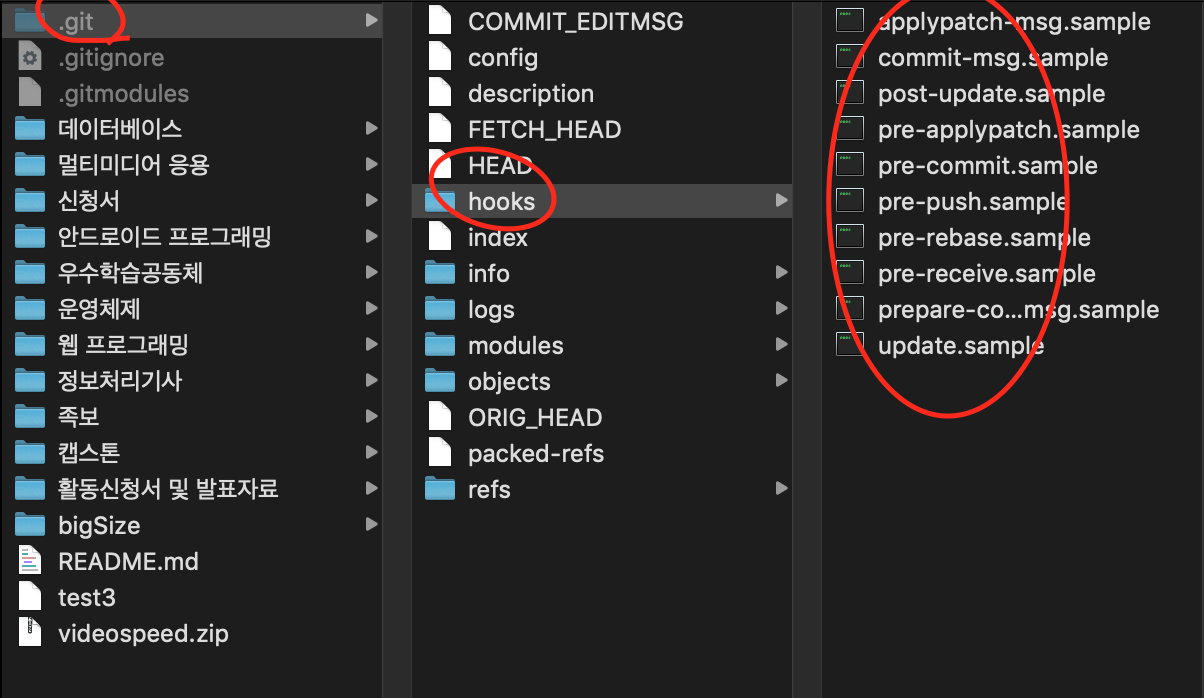 .git
.gitignore
.gitmodules
데이터베이스
멀티미디어 응용
신청서
안드로이드 프로그래밍
우수학습공동체
운영체제
웹 프로그래밍
정보처리기사
족보
캡스톤
활동신청서 및 발표자료
bigSize
README.md
test3
videospeed.zip
COMMIT_EDITMSG
config
description
FETCH_HEAD
HEAD
hooks
index
info
logs
modules
objects
ORIG_HEAD
packed-refs
refs
applypatch-msg.sample
commit-msg.sample
post-update.sample
pre-applypatch.sample
pre-commit.sample
pre-push.sample
pre-rebase.sample
pre-receive.sample
prepare-co...msg.sample
update.sample